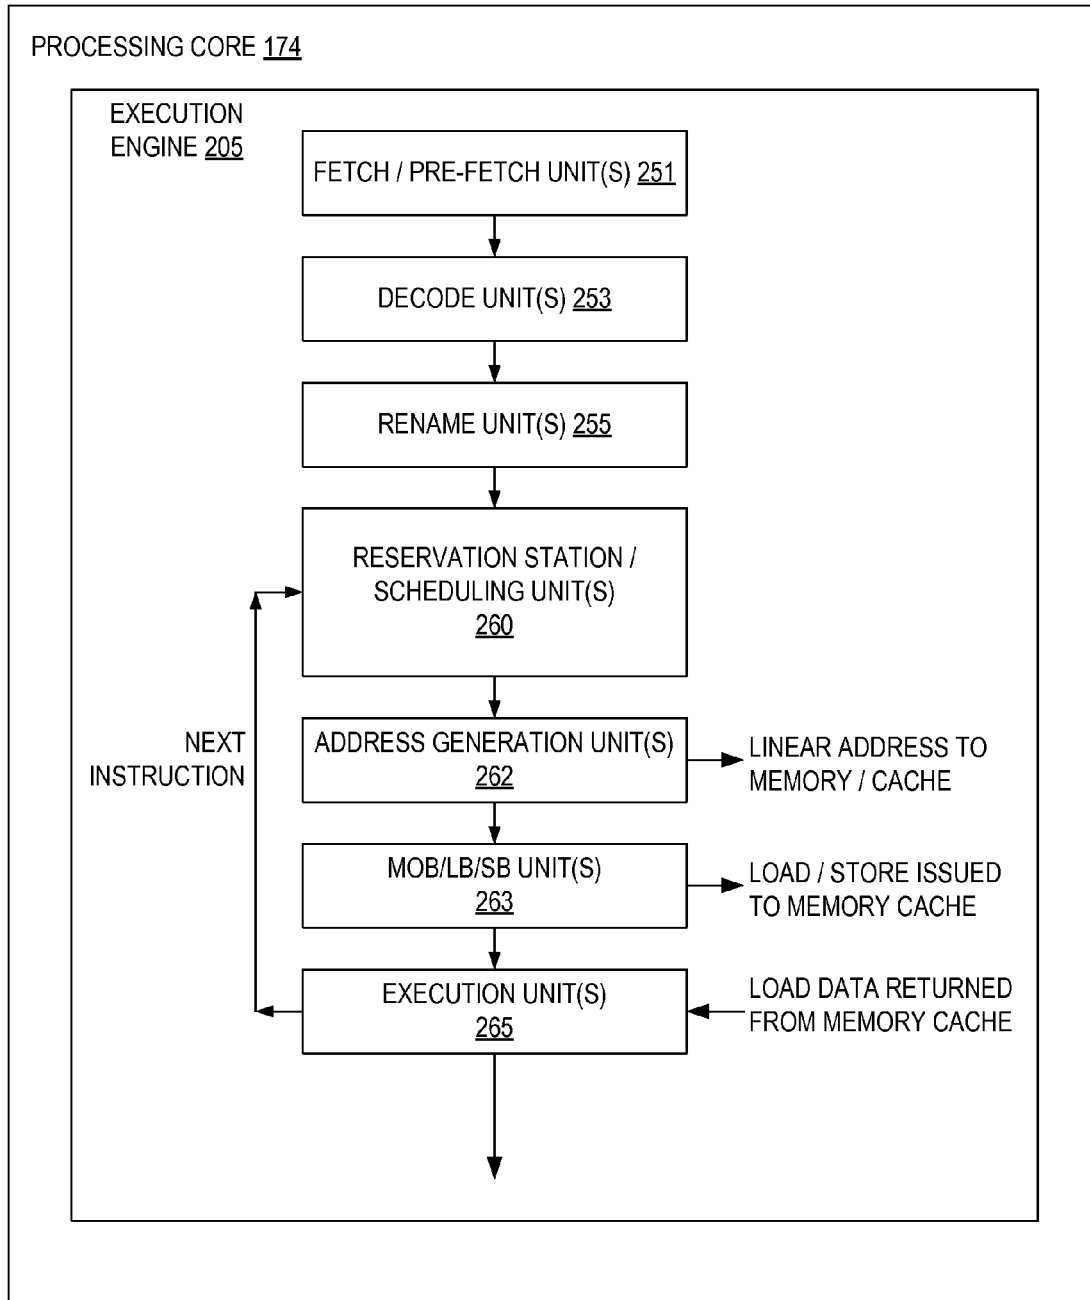 PROCESSING CORE 174
EXECUTION
ENGINE 205
FETCH / PRE-FETCH UNIT(S) 251
DECODE UNIT(S) 253
RENAME UNIT(S) 255
RESERVATION STATION /
SCHEDULING UNIT(S)
260
NEXT
INSTRUCTION
ADDRESS GENERATION UNIT(S)
262
LINEAR ADDRESS TO
MEMORY / CACHE
MOB/LB/SB UNIT(S)
263
LOAD / STORE ISSUED
TO MEMORY CACHE
EXECUTION UNIT(S)
265
LOAD DATA RETURNED
FROM MEMORY CACHE